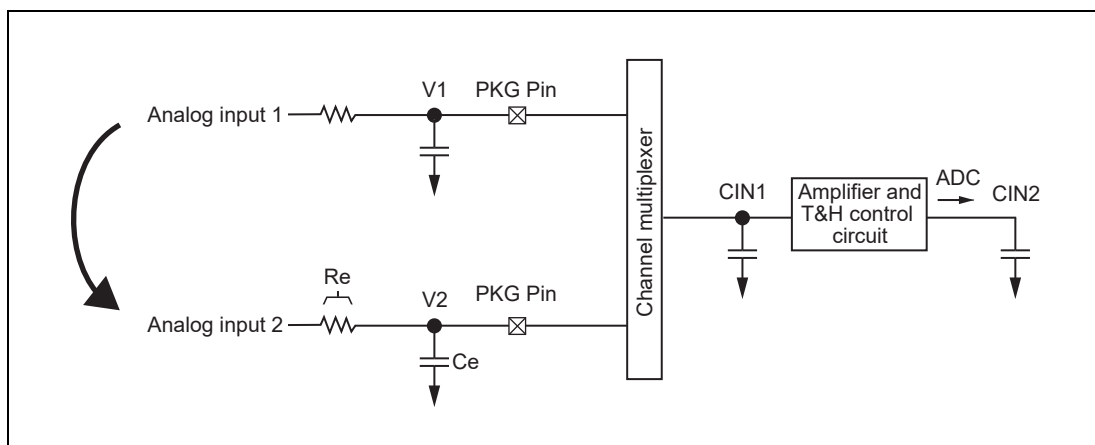 V1
PKG Pin
Analog input 1
Channel multiplexer
CIN1
Amplifier and
T&H control
circuit
ADC
CIN2
Re
V2
PKG Pin
Analog input 2
Ce